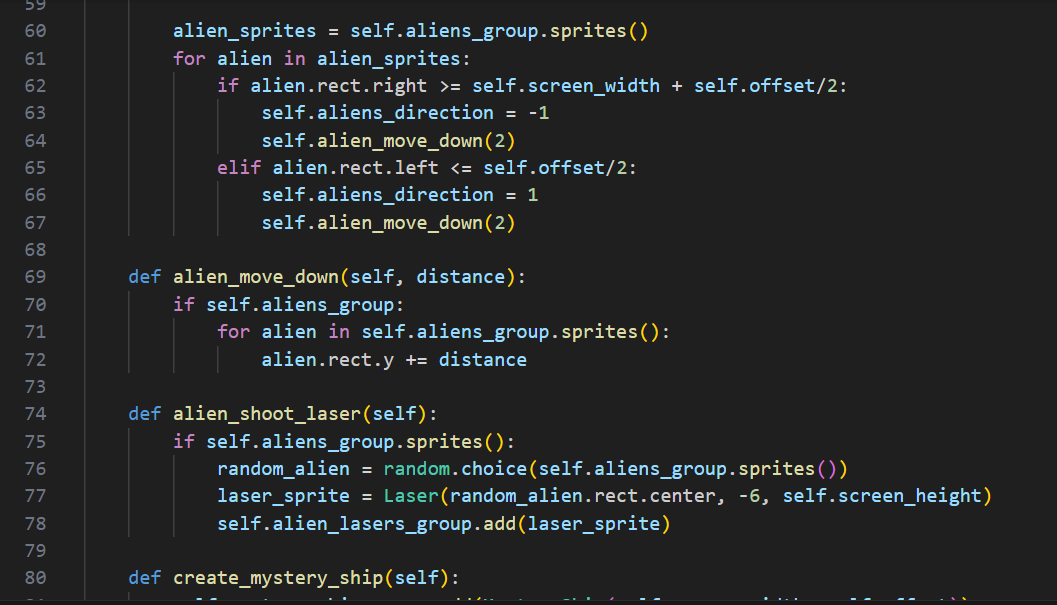 59
60 alien_sprites = self.aliens_group.sprites()
61 for alien in alien_sprites:
62 if alien.rect.right >= self.screen_width + self.offset/2:
63 self.aliens_direction = -1
64 self.alien_move_down(2)
65 elif alien.rect.left <= self.offset/2:
66 self.aliens_direction = 1
67 self.alien_move_down(2)
68
69 def alien_move_down(self, distance):
70 if self.aliens_group:
71 for alien in self.aliens_group.sprites():
72 alien.rect.y += distance
73
74 def alien_shoot_laser(self):
75 if self.aliens_group.sprites():
76 random_alien = random.choice(self.aliens_group.sprites())
77 laser_sprite = Laser(random_alien.rect.center, -6, self.screen_height)
78 self.alien_lasers_group.add(laser_sprite)
79
80 def create_mystery_ship(self):